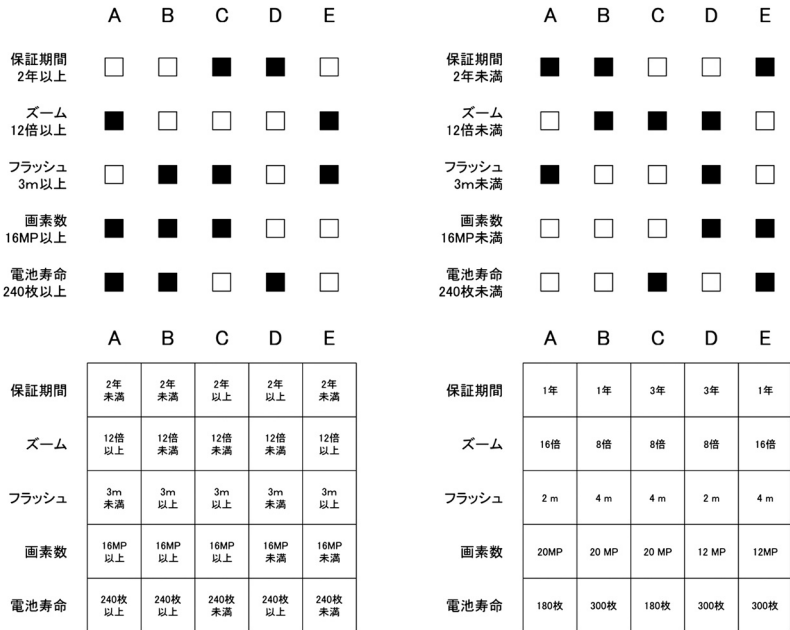 A B C D E
保証期間
2年以上
ズーム
12倍以上
フラッシュ
3m以上
画素数
16MP以上
電池寿命
240枚以上
A B C D E
保証期間
2年未満
ズーム
12倍未満
フラッシュ
3m未満
画素数
16MP未満
電池寿命
240枚未満
A B C D E
保証期間 2年未満 2年未満 2年以上 2年以上 2年未満
ズーム 12倍以上 12倍未満 12倍未満 12倍未満 12倍以上
フラッシュ 3m未満 3m以上 3m以上 3m未満 3m以上
画素数 16MP以上 16MP以上 16MP以上 16MP未満 16MP未満
電池寿命 240枚以上 240枚以上 240枚未満 240枚以上 240枚未満
A B C D E
保証期間 1年 1年 3年 3年 1年
ズーム 16倍 8倍 8倍 8倍 16倍
フラッシュ 2 m 4 m 4 m 2 m 4 m
画素数 20MP 20 MP 20 MP 12 MP 12MP
電池寿命 180枚 300枚 180枚 300枚 300枚